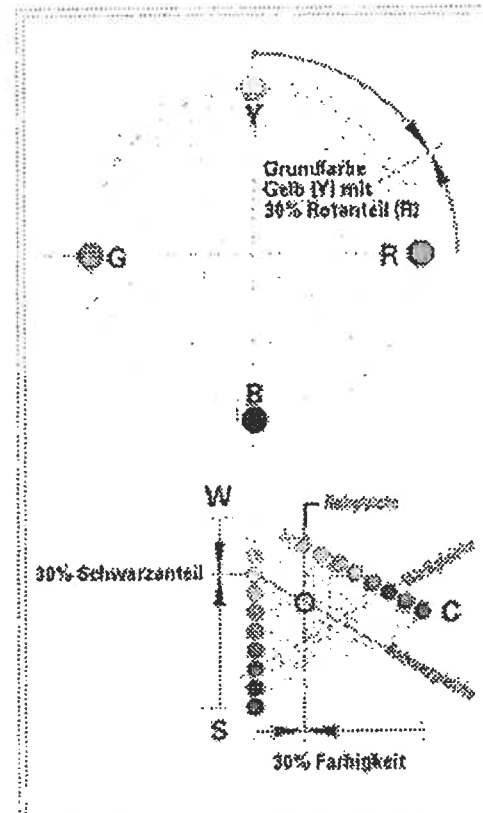 Y
Grundfarbe
Gelb (Y) mit
30% Rotanteil (R)
G
R
B
W
30% Schwarzanteil
C
S
30% Farbigkeit